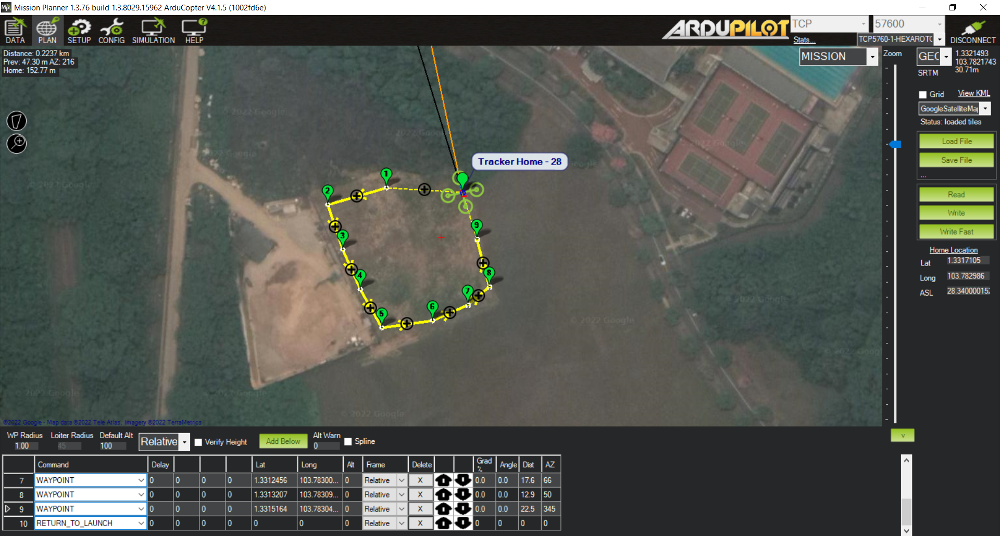 Mission Planner 1.3.76 build 1.3.8029.15962 ArduCopter V4.1.5 (1002fd6e)
DATA PLAN SETUP CONFIG SIMULATION HELP
ARDUPILOT
TCP 57600
Stats... TCP5760-1-HEXAROTO DISCONNECT
Distance: 0.2237 km
Prev: 47.30 m AZ: 216
Home: 152.77 m
MISSION
Zoom
GEO
1.3321493
103.7821743
30.71m
SRTM
Grid View KML
GoogleSatelliteMap
Status: loaded tiles
Load File
Save File
...
Read
Write
Write Fast
Home Location
Lat 1.3317105
Long 103.782986
ASL 28.34000015
Tracker Home - 28
1
2
3
4
5
6
7
8
9
©2022 Google - Map data ©2022 Tele Atlas, Imagery ©2022 TerraMetrics
WP Radius Loiter Radius Default Alt
1.00 45 100
Relative Verify Height Add Below
Alt Warn
0
Spline
v
Command Delay Lat Long Alt Frame Delete Grad % Angle Dist AZ
7 WAYPOINT 0 0 0 0 1.3312456 103.78300... 0 Relative X 0.0 0.0 17.6 66
8 WAYPOINT 0 0 0 0 1.3313207 103.78309... 0 Relative X 0.0 0.0 12.9 50
9 WAYPOINT 0 0 0 0 1.3315164 103.78304... 0 Relative X 0.0 0.0 22.5 345
10 RETURN_TO_LAUNCH 0 0 0 0 0 0 0 Relative X 0 0 0 0